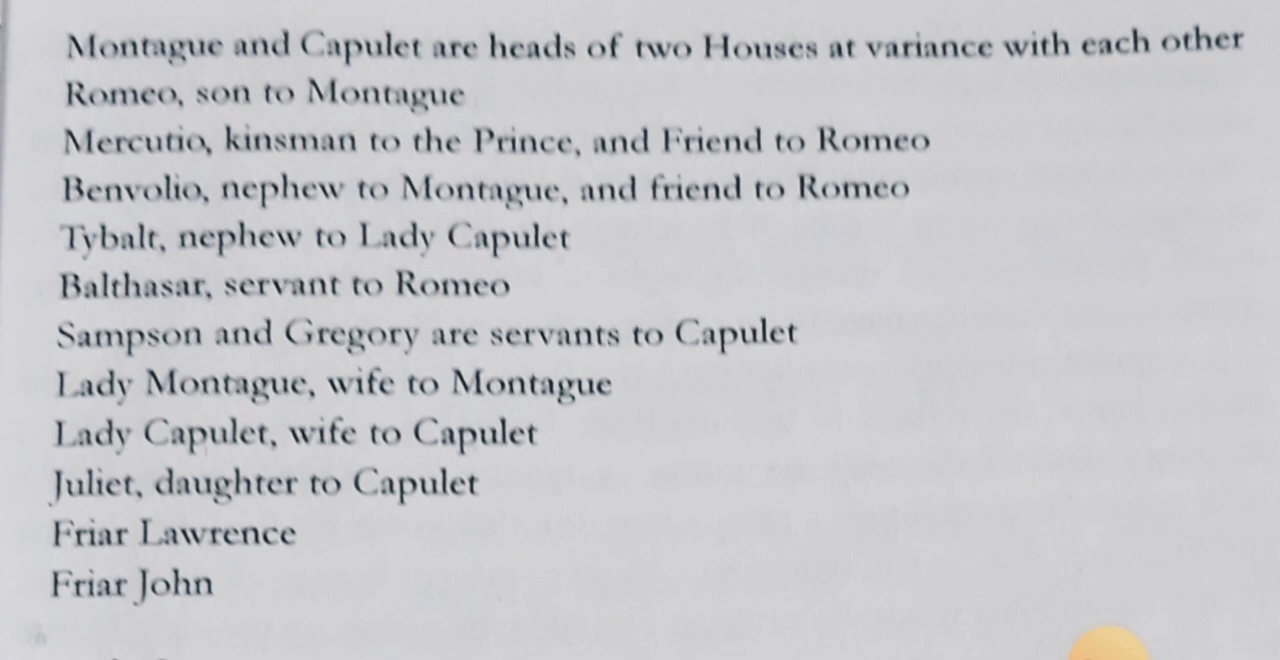 Montague and Capulet are heads of two Houses at variance with each other
Romeo, son to Montague
Mercutio, kinsman to the Prince, and Friend to Romeo
Benvolio, nephew to Montague, and friend to Romeo
Tybalt, nephew to Lady Capulet
Balthasar, servant to Romeo
Sampson and Gregory are servants to Capulet
Lady Montague, wife to Montague
Lady Capulet, wife to Capulet
Juliet, daughter to Capulet
Friar Lawrence
Friar John